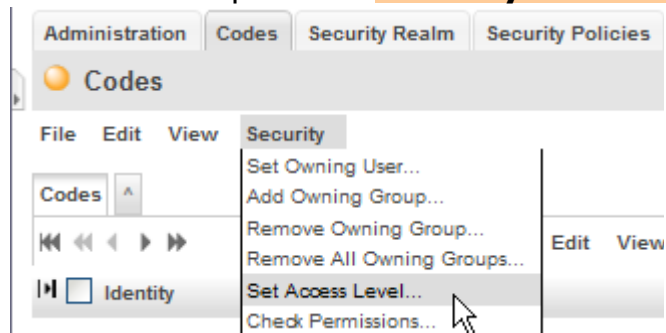 Administration Codes Security Realm Security Policies
Codes
File Edit View Security
Set Owning User...
Codes ^ Add Owning Group...
Remove Owning Group...
Edit View
Remove All Owning Groups...
Identity Set Access Level...
Check Permissions...